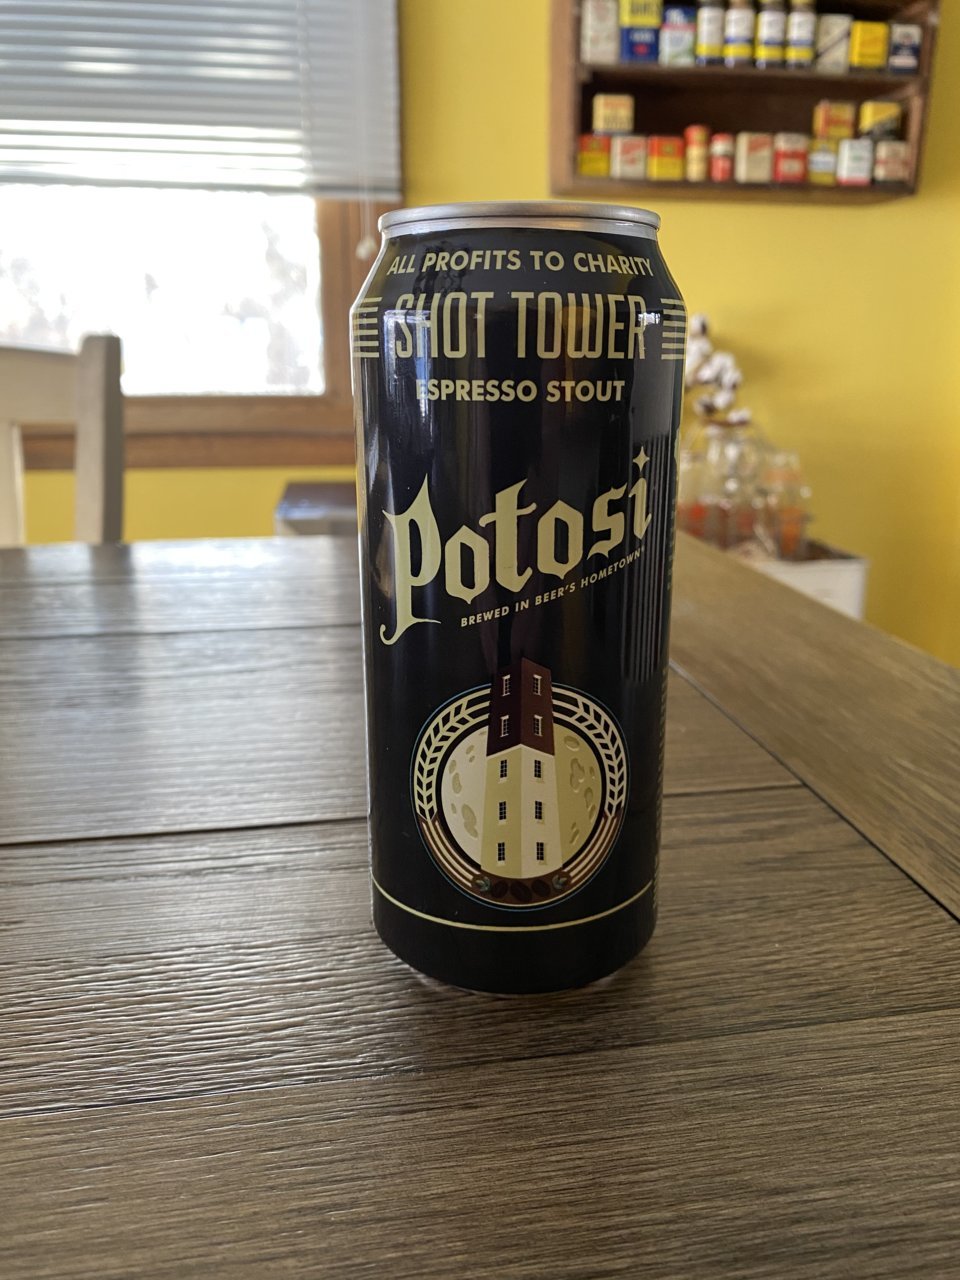 ALL PROFITS TO CHARITY
SHOT TOWER
ESPRESSO STOUT
Potosi
BREWED IN BEER'S HOMETOWN